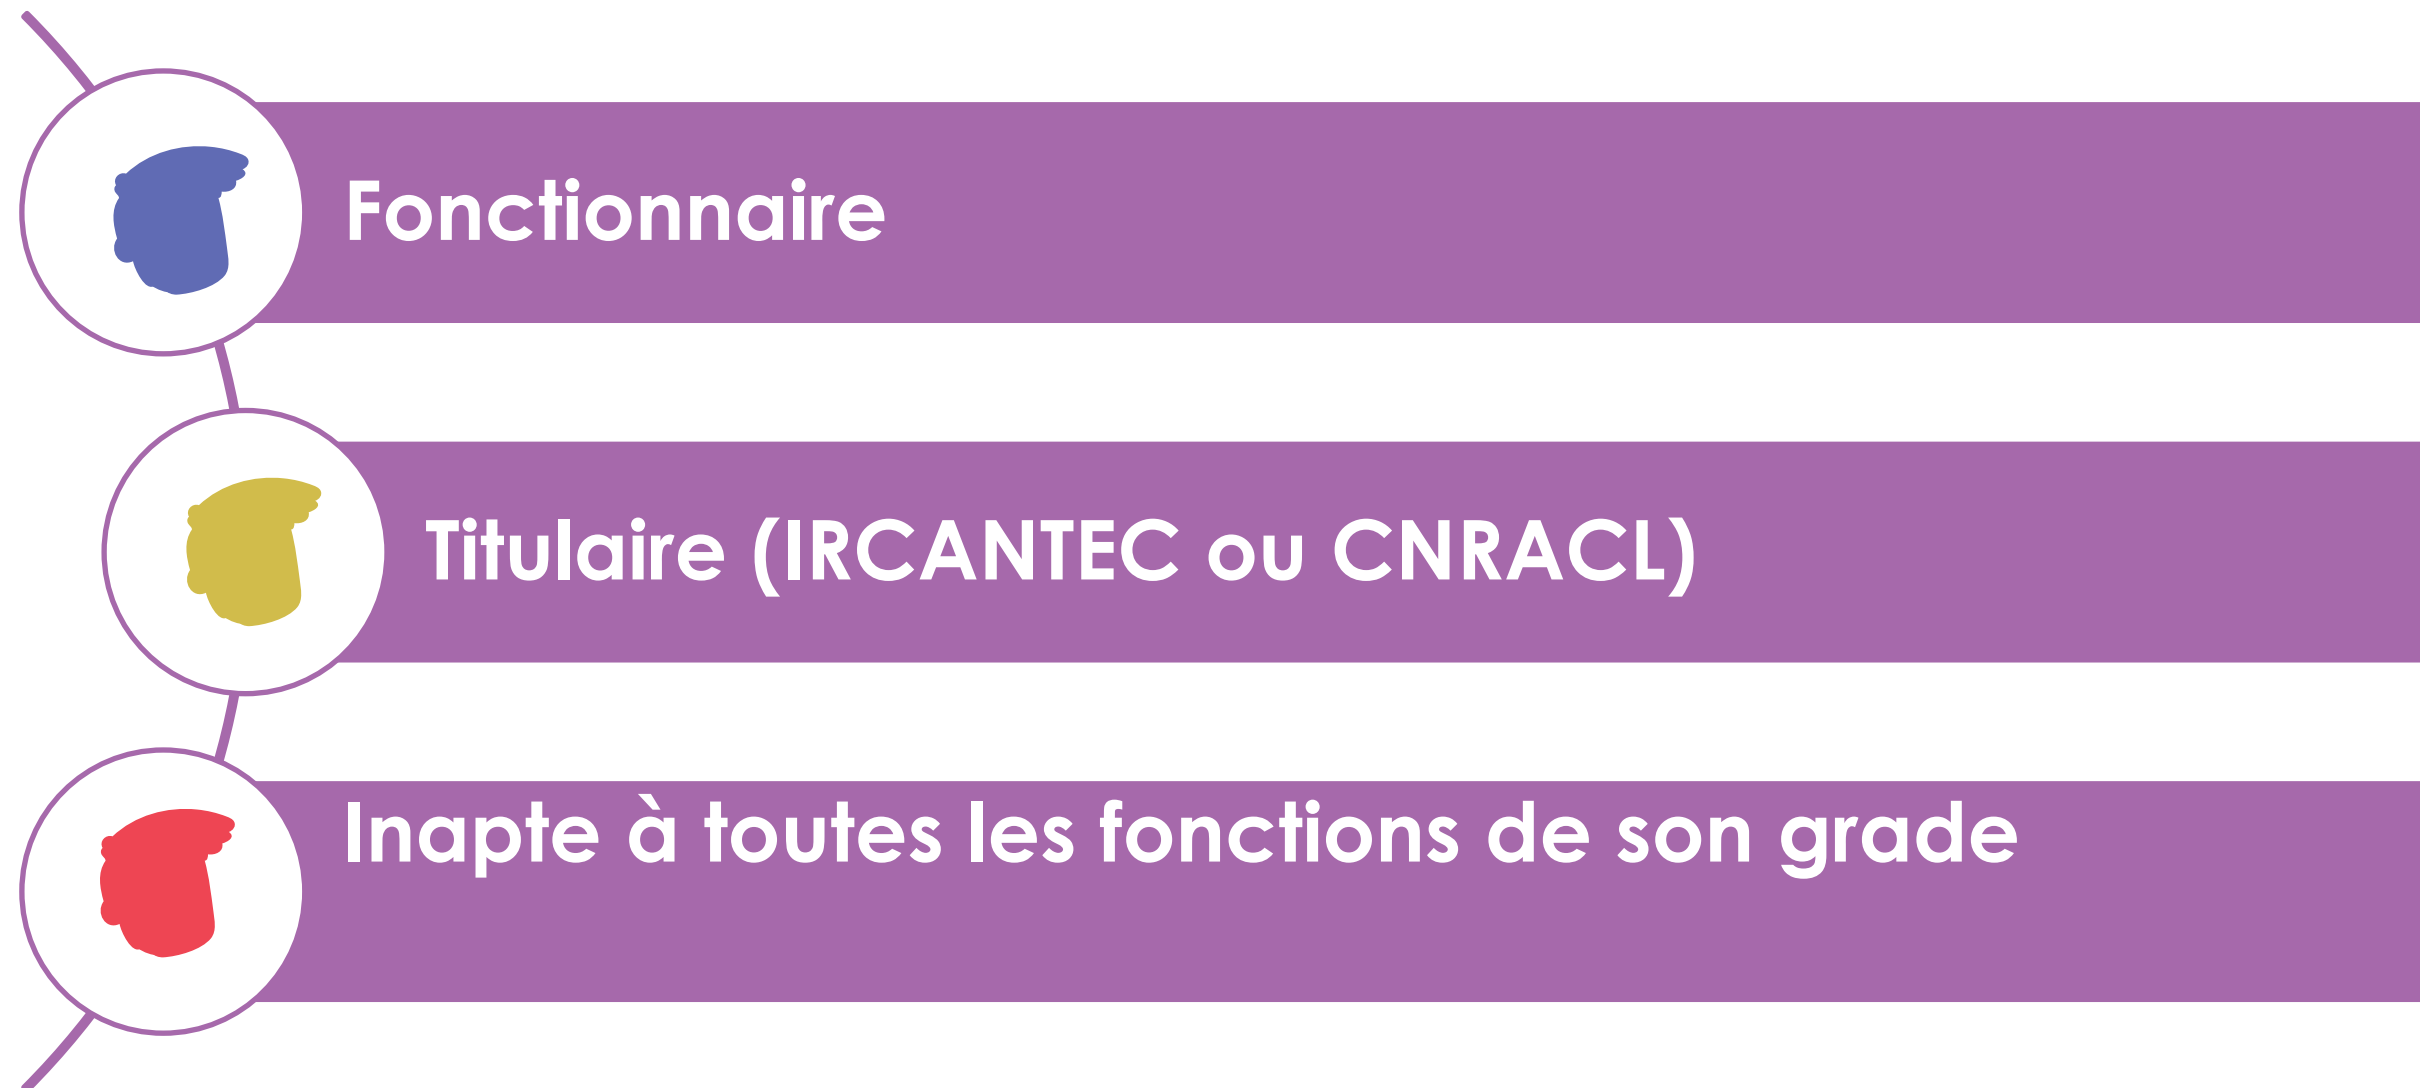 Fonctionnaire
Titulaire (IRCANTEC ou CNRACL)
Inapte à toutes les fonctions de son grade